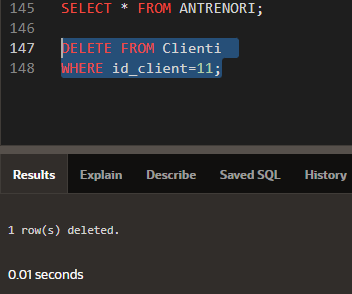 145 SELECT * FROM ANTRENORI;
146
147 DELETE FROM Clienti
148 WHERE id_client=11;
Results Explain Describe Saved SQL History
1 row(s) deleted.
0.01 seconds